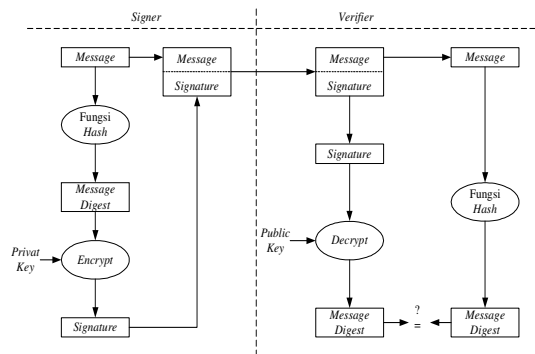 Signer
Verifier
Message
Message
Signature
Fungsi
Hash
Message
Digest
Privat
Key
Encrypt
Signature
Message
Signature
Message
Signature
Fungsi
Hash
Public
Key
Decrypt
Message
Digest
?
=
Message
Digest